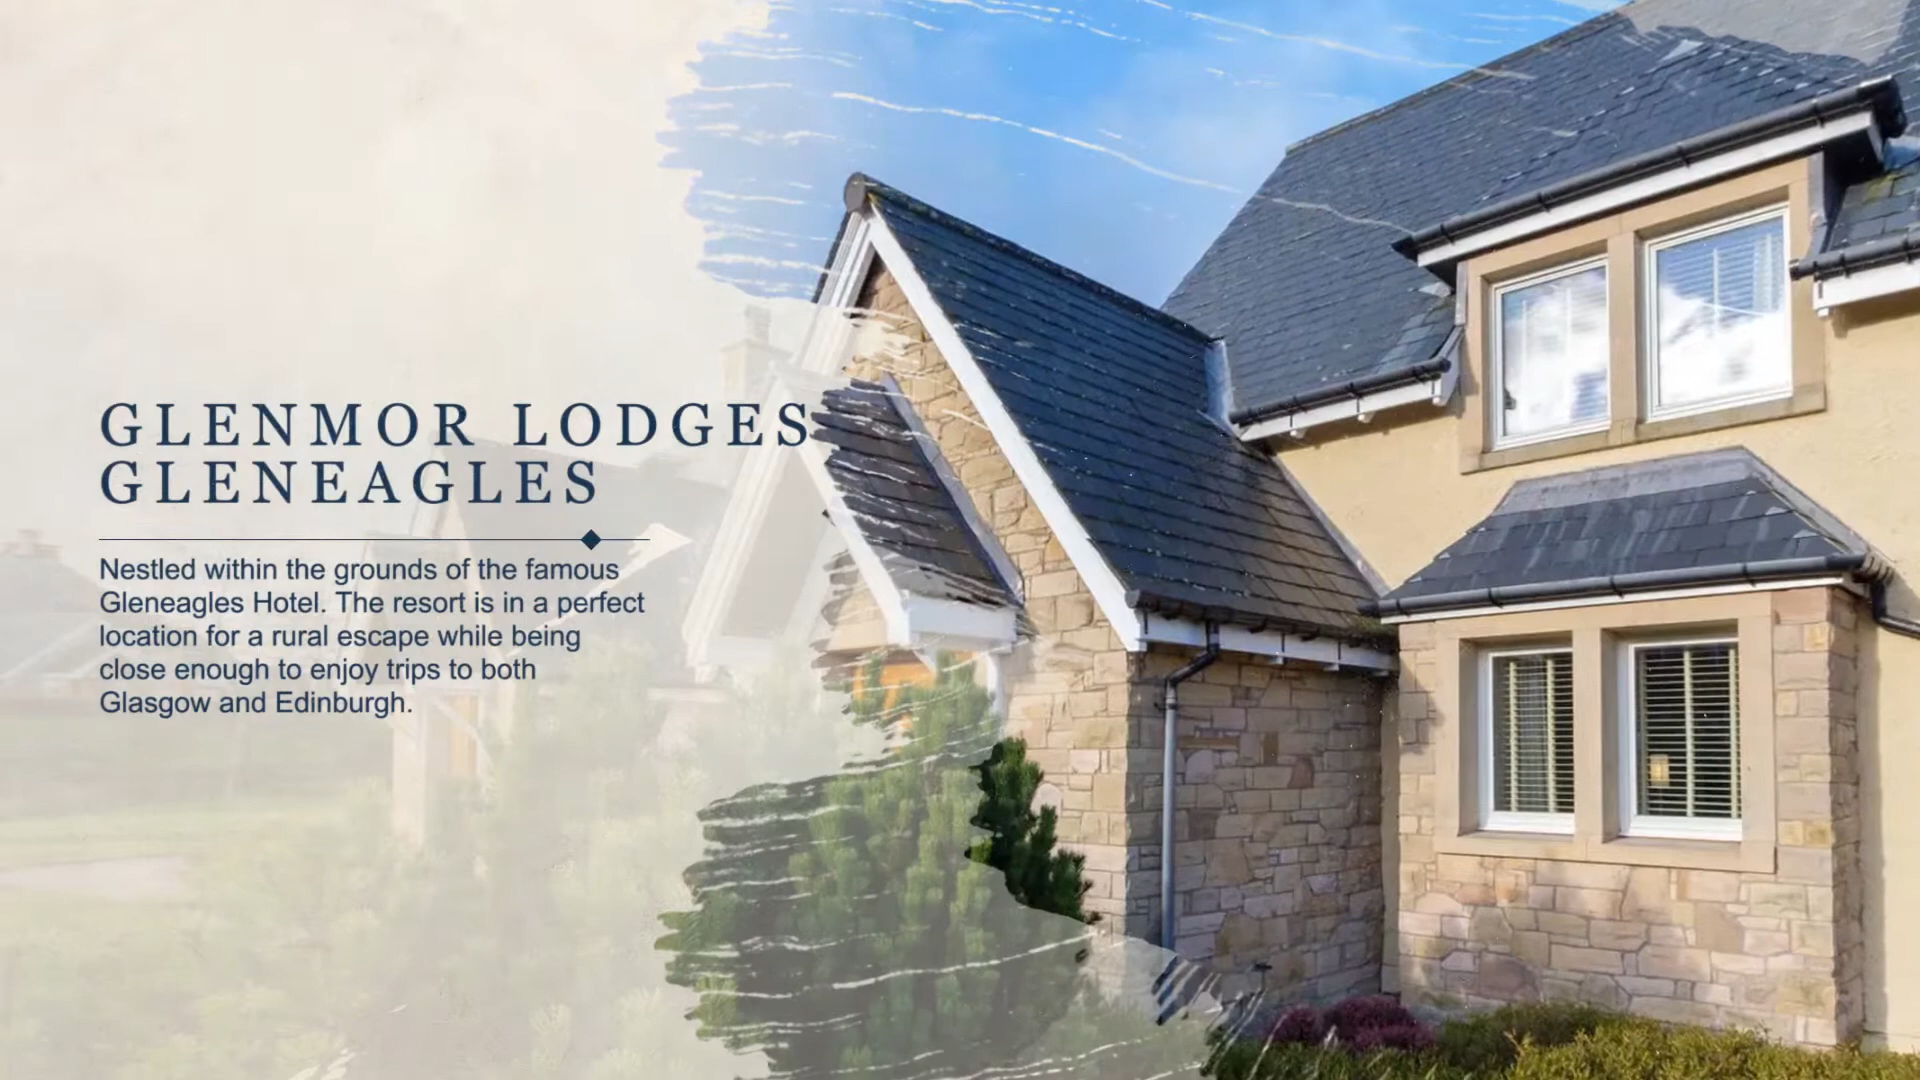 GLENMOR LODGES
GLENEAGLES
Nestled within the grounds of the famous
Gleneagles Hotel. The resort is in a perfect
location for a rural escape while being
close enough to enjoy trips to both
Glasgow and Edinburgh.